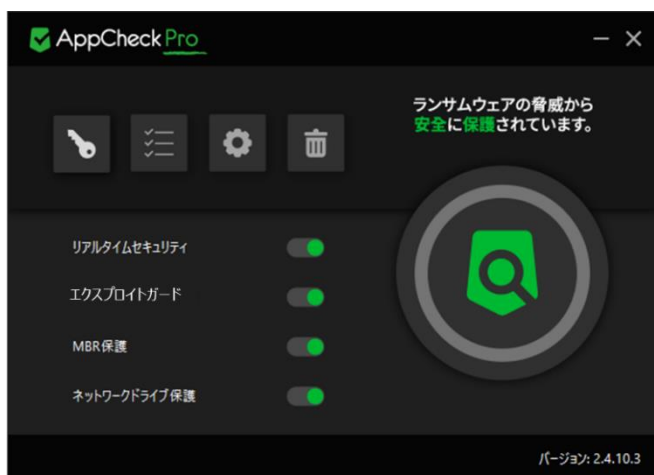 AppCheck Pro
ランサムウェアの脅威から
安全に保護されています。
リアルタイムセキュリティ
エクスプロイトガード
MBR保護
ネットワークドライブ保護
バージョン: 2.4.10.3